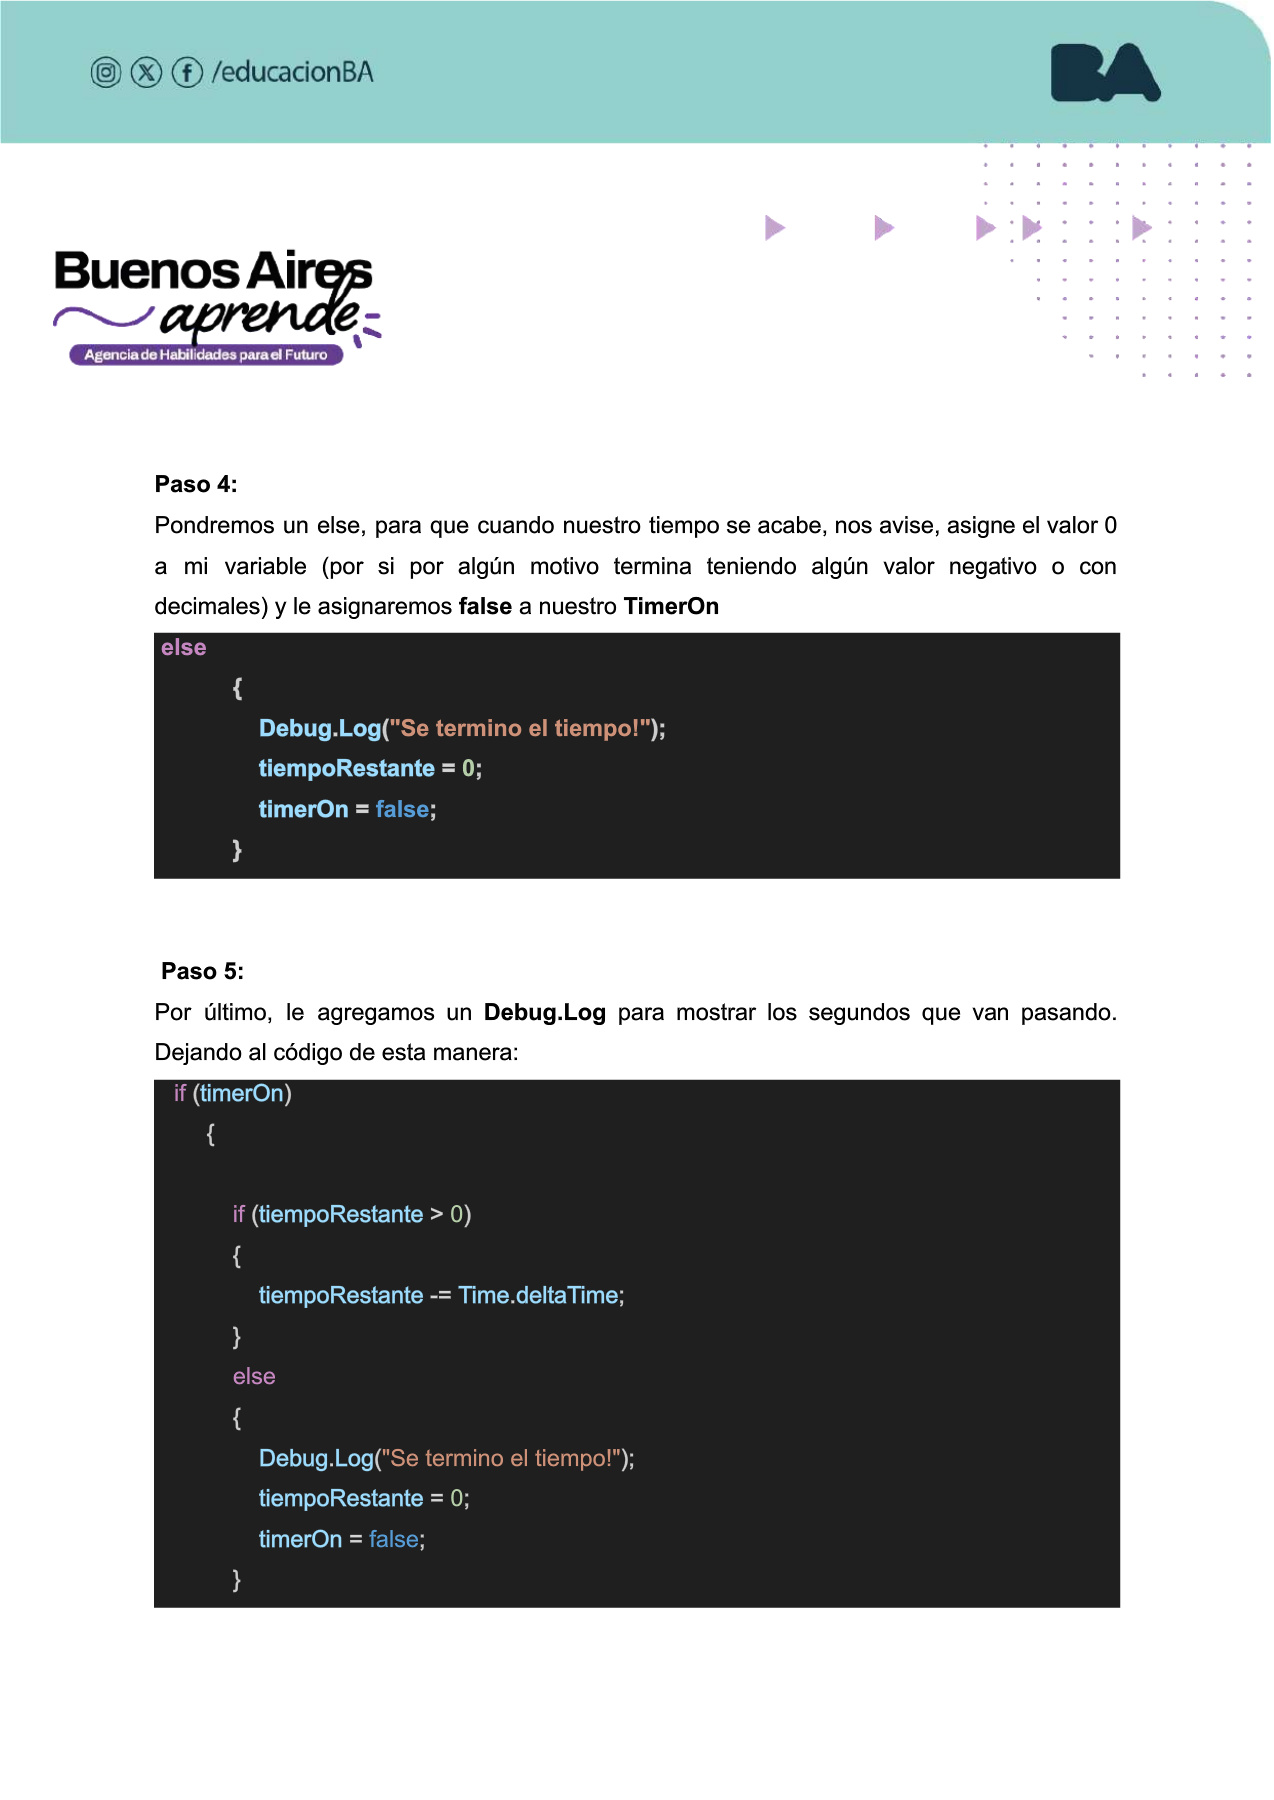 /educacionBA
BA
Buenos Aires
aprende
Agencia de Habilidades para el Futuro
Paso 4:
Pondremos un else, para que cuando nuestro tiempo se acabe, nos avise, asigne el valor 0
a mi variable (por si por algún motivo termina teniendo algún valor negativo o con
decimales) y le asignaremos false a nuestro TimerOn
else
{
Debug.Log("Se termino el tiempo!");
tiempoRestante = 0;
timerOn = false;
}
Paso 5:
Por último, le agregamos un Debug.Log para mostrar los segundos que van pasando.
Dejando al código de esta manera:
if (timerOn)
{
if (tiempoRestante > 0)
{
tiempoRestante -= Time.deltaTime;
}
else
{
Debug.Log("Se termino el tiempo!");
tiempoRestante = 0;
timerOn = false;
}